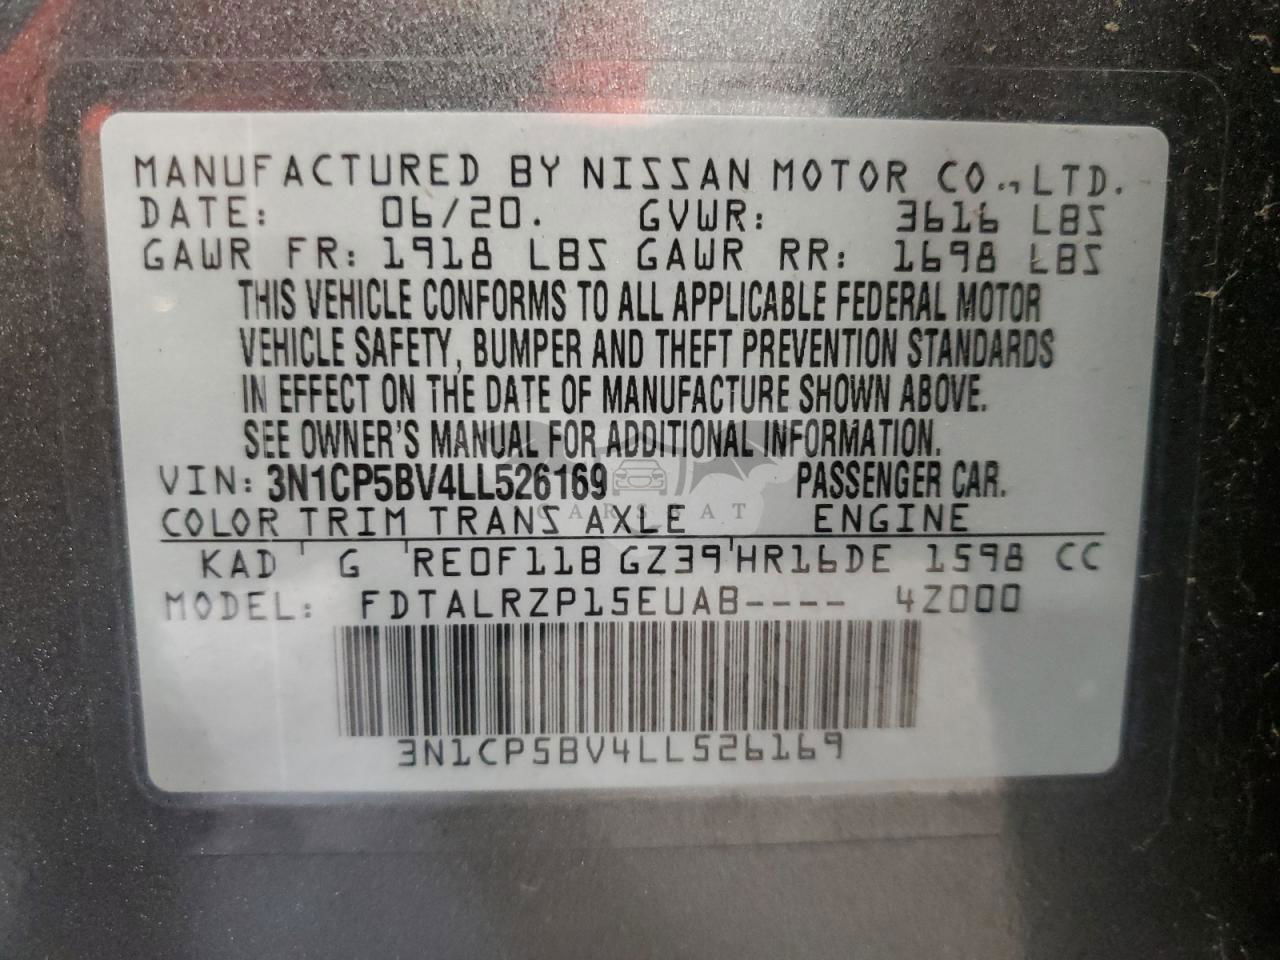 MANUFACTURED BY NISSAN MOTOR CO., LTD.
DATE: 06/20. GVWR: 3616 LBS
GAWR FR: 1918 LBS GAWR RR: 1698 LBS
THIS VEHICLE CONFORMS TO ALL APPLICABLE FEDERAL MOTOR
VEHICLE SAFETY, BUMPER AND THEFT PREVENTION STANDARDS
IN EFFECT ON THE DATE OF MANUFACTURE SHOWN ABOVE.
SEE OWNER'S MANUAL FOR ADDITIONAL INFORMATION.
VIN: 3N1CP5BV4LL526169 PASSENGER CAR.
CARSBAT
COLOR TRIM TRANS AXLE ENGINE
KAD G RE0F11B GZ39 HR16DE 1598 CC
MODEL: FDTALRZP15EUAB---- 4Z000
3N1CP5BV4LL526169